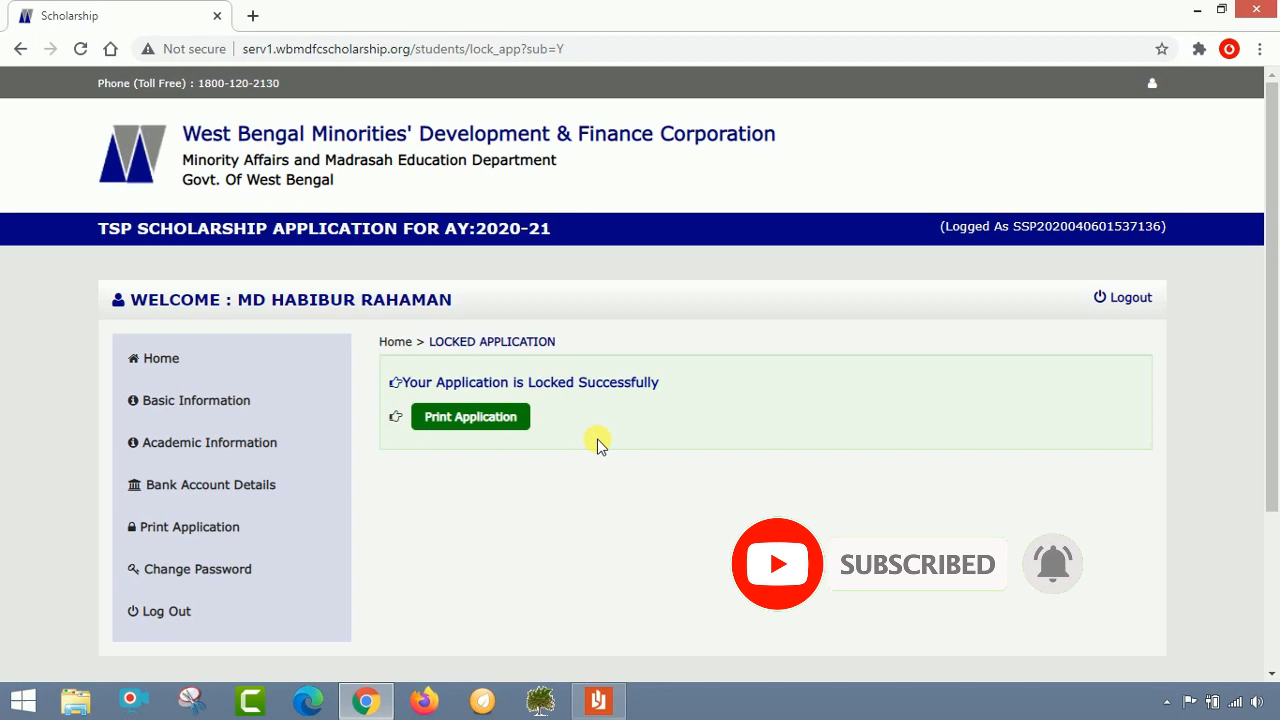 Scholarship
Not secure
serv1.wbmdfcscholarship.org/students/lock_app?sub=Y
Phone (Toll Free) : 1800-120-2130
West Bengal Minorities' Development & Finance Corporation
Minority Affairs and Madrasah Education Department
Govt. Of West Bengal
TSP SCHOLARSHIP APPLICATION FOR AY:2020-21
(Logged As SSP2020040601537136)
WELCOME : MD HABIBUR RAHAMAN
Logout
Home
Basic Information
Academic Information
Bank Account Details
Print Application
Change Password
Log Out
Home > LOCKED APPLICATION
Your Application is Locked Successfully
Print Application
SUBSCRIBED